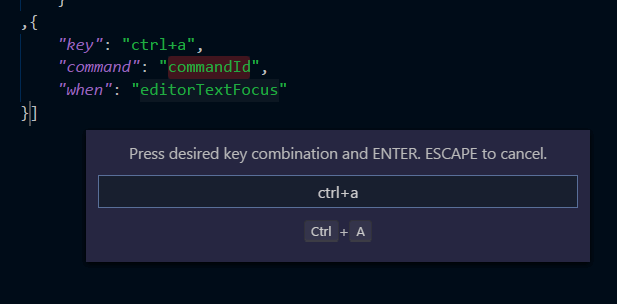 }
,{
"key": "ctrl+a",
"command": "commandId",
"when": "editorTextFocus"
}]
Press desired key combination and ENTER. ESCAPE to cancel.
ctrl+a
Ctrl + A